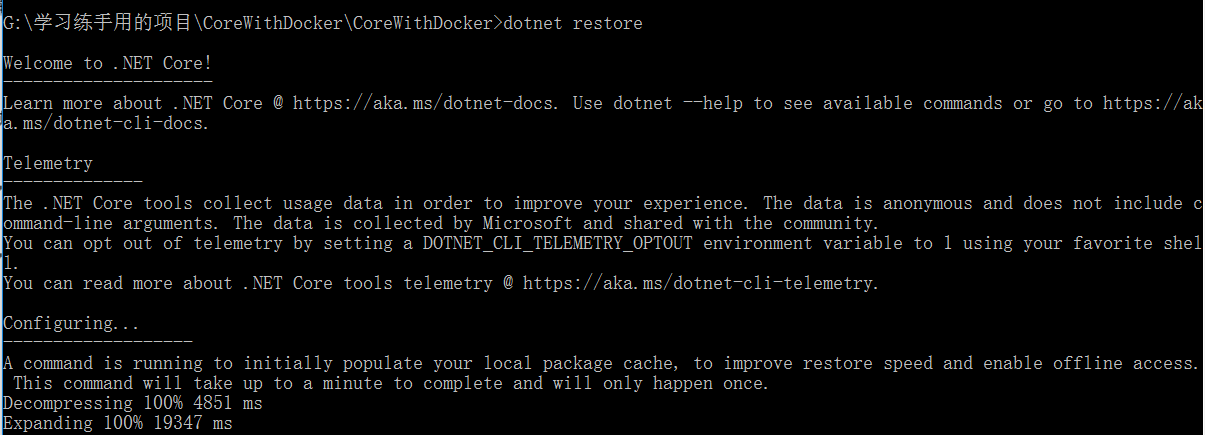 G:\学习练手用的项目\CoreWithDocker\CoreWithDocker>dotnet restore
Welcome to .NET Core!
---------------------
Learn more about .NET Core @ https://aka.ms/dotnet-docs. Use dotnet --help to see available commands or go to https://ak
a.ms/dotnet-cli-docs.
Telemetry
--------------
The .NET Core tools collect usage data in order to improve your experience. The data is anonymous and does not include c
ommand-line arguments. The data is collected by Microsoft and shared with the community.
You can opt out of telemetry by setting a DOTNET_CLI_TELEMETRY_OPTOUT environment variable to 1 using your favorite shel
l.
You can read more about .NET Core tools telemetry @ https://aka.ms/dotnet-cli-telemetry.
Configuring...
-------------------
A command is running to initially populate your local package cache, to improve restore speed and enable offline access.
This command will take up to a minute to complete and will only happen once.
Decompressing 100% 4851 ms
Expanding 100% 19347 ms